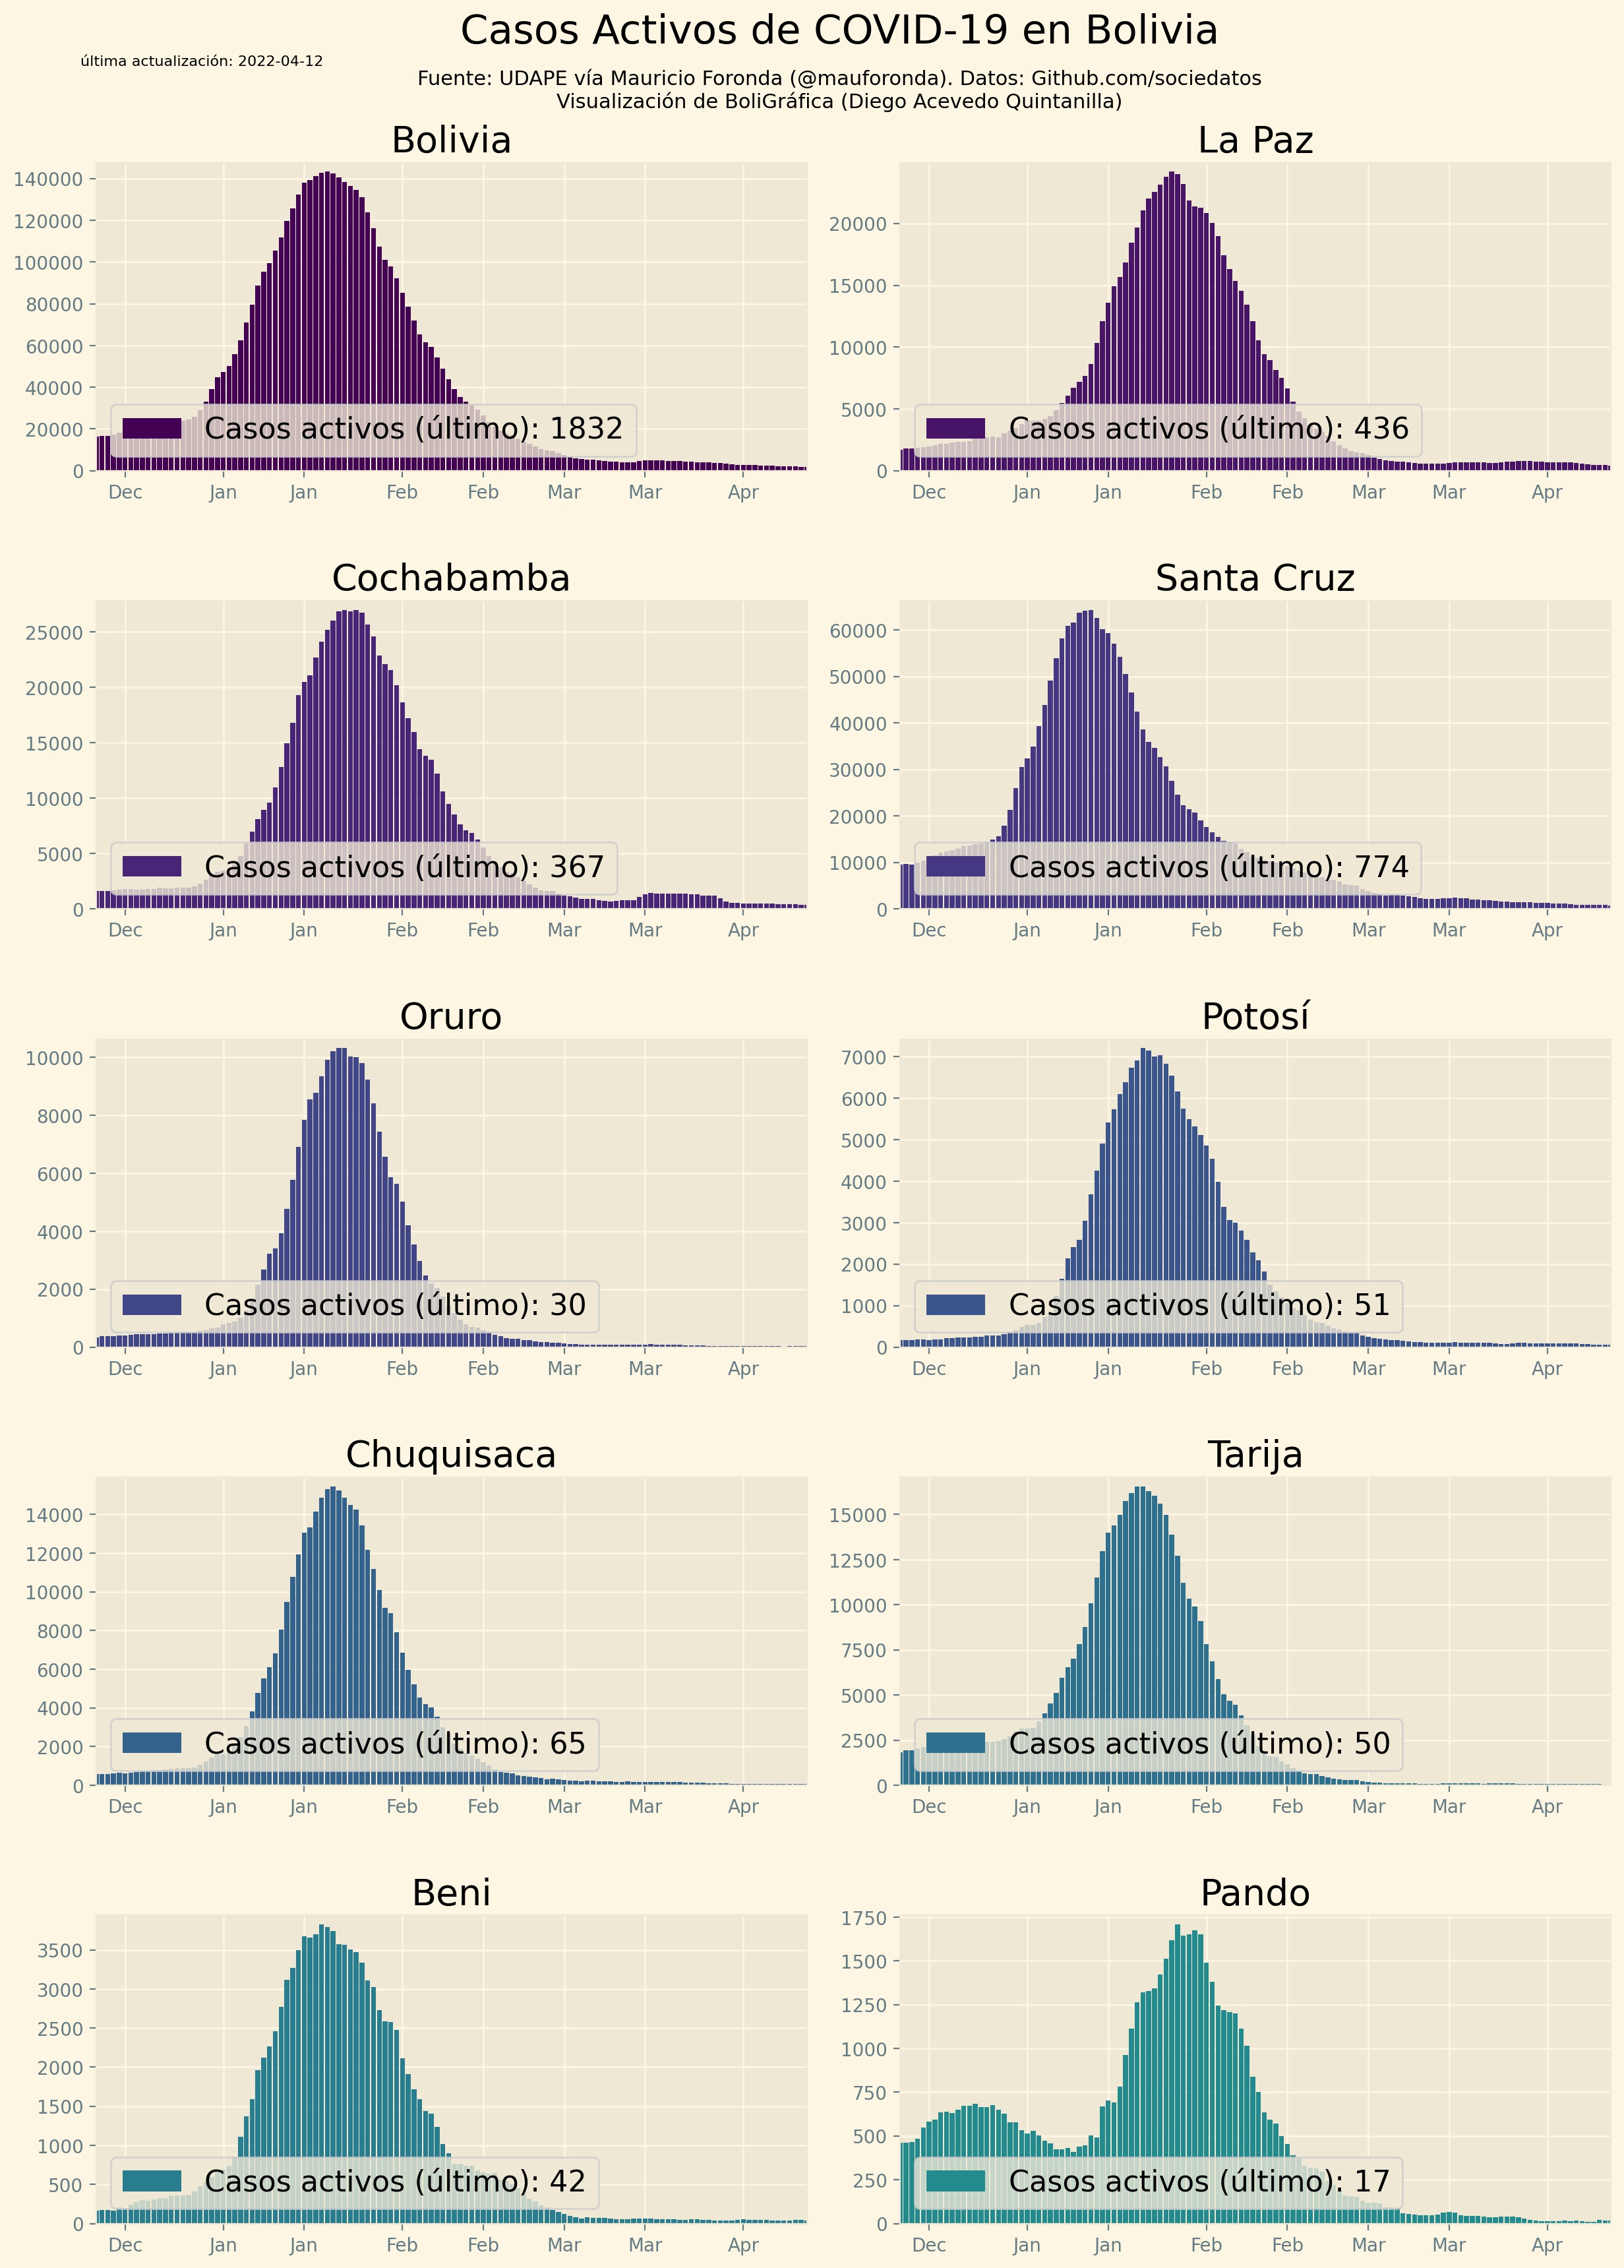 Casos Activos de COVID-19 en Bolivia
última actualización: 2022-04-12
Fuente: UDAPE vía Mauricio Foronda (@mauforonda). Datos: Github.com/sociedatos
Visualización de BoliGráfica (Diego Acevedo Quintanilla)
Bolivia
140000
120000
100000
80000
60000
40000
20000
0
Casos activos (último): 1832
Dec Jan Jan Feb Feb Mar Mar Apr
La Paz
20000
15000
10000
5000
0
Casos activos (último): 436
Dec Jan Jan Feb Feb Mar Mar Apr
Cochabamba
25000
20000
15000
10000
5000
0
Casos activos (último): 367
Dec Jan Jan Feb Feb Mar Mar Apr
Santa Cruz
60000
50000
40000
30000
20000
10000
0
Casos activos (último): 774
Dec Jan Jan Feb Feb Mar Mar Apr
Oruro
10000
8000
6000
4000
2000
0
Casos activos (último): 30
Dec Jan Jan Feb Feb Mar Mar Apr
Potosí
7000
6000
5000
4000
3000
2000
1000
0
Casos activos (último): 51
Dec Jan Jan Feb Feb Mar Mar Apr
Chuquisaca
14000
12000
10000
8000
6000
4000
2000
0
Casos activos (último): 65
Dec Jan Jan Feb Feb Mar Mar Apr
Tarija
15000
12500
10000
7500
5000
2500
0
Casos activos (último): 50
Dec Jan Jan Feb Feb Mar Mar Apr
Beni
3500
3000
2500
2000
1500
1000
500
0
Casos activos (último): 42
Dec Jan Jan Feb Feb Mar Mar Apr
Pando
1750
1500
1250
1000
750
500
250
0
Casos activos (último): 17
Dec Jan Jan Feb Feb Mar Mar Apr